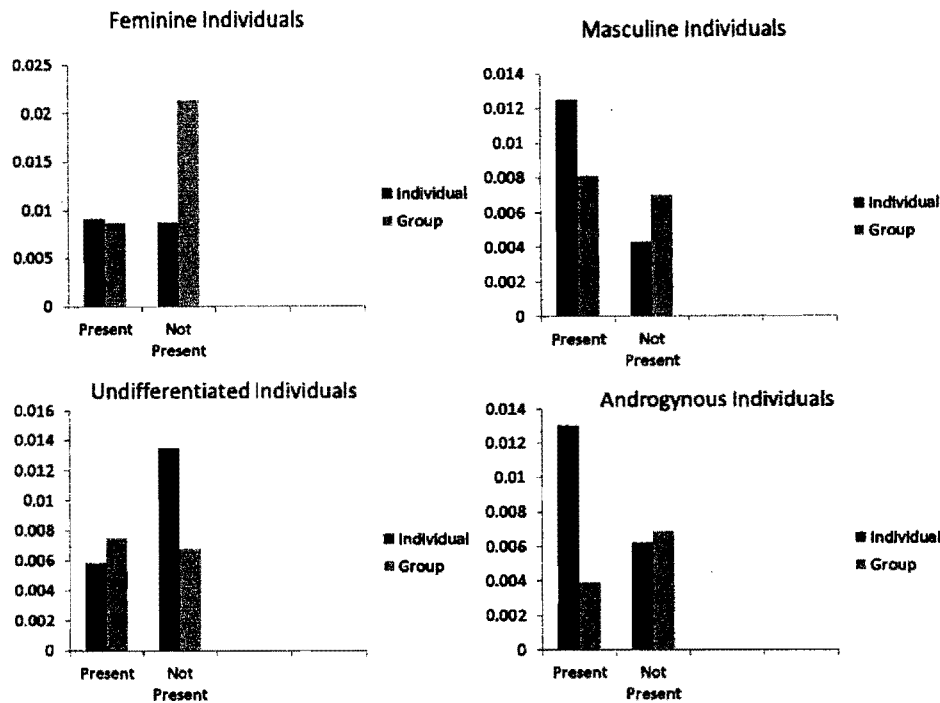 Feminine Individuals
0.025
0.02
0.015
0.01
0.005
0
Present
Not
Present
Individual
Group
Masculine Individuals
0.014
0.012
0.01
0.008
0.006
0.004
0.002
0
Present
Not
Present
Individual
Group
Undifferentiated Individuals
0.016
0.014
0.012
0.01
0.008
0.006
0.004
0.002
0
Present
Not
Present
Individual
Group
Androgynous Individuals
0.014
0.012
0.01
0.008
0.006
0.004
0.002
0
Present
Not
Present
Individual
Group